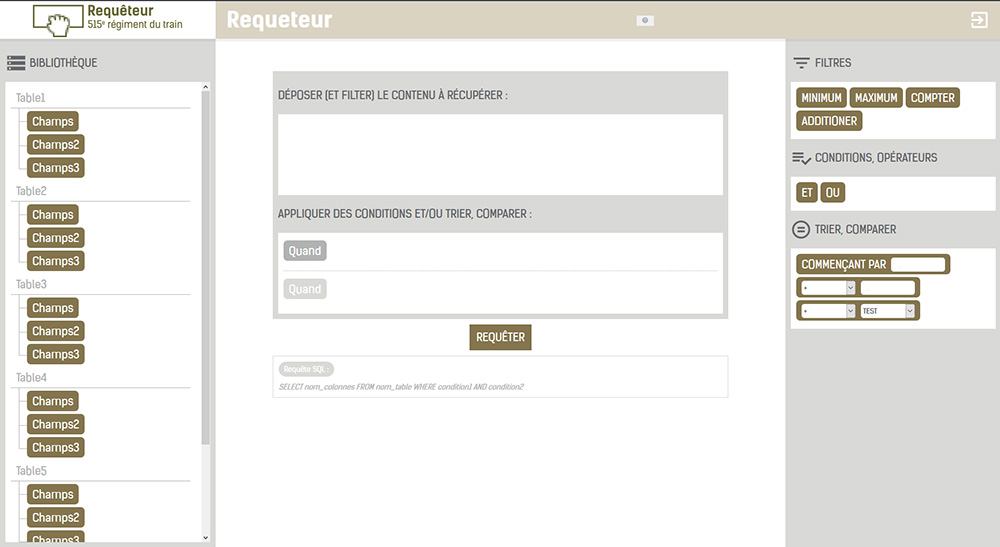 Requêteur
515e régiment du train
Requeteur
BIBLIOTHÈQUE
Table1
Champs
Champs2
Champs3
Table2
Champs
Champs2
Champs3
Table3
Champs
Champs2
Champs3
Table4
Champs
Champs2
Champs3
Table5
Champs
Champs2
Champs3
DÉPOSER (ET FILTER) LE CONTENU À RÉCUPÉRER :
APPLIQUER DES CONDITIONS ET/OU TRIER, COMPARER :
Quand
Quand
REQUÊTER
Requête SQL :
SELECT nom_colonnes FROM nom_table WHERE condition1 AND condition2
FILTRES
MINIMUM MAXIMUM COMPTER
ADDITIONER
CONDITIONS, OPÉRATEURS
ET OU
TRIER, COMPARER
COMMENÇANT PAR
TEST